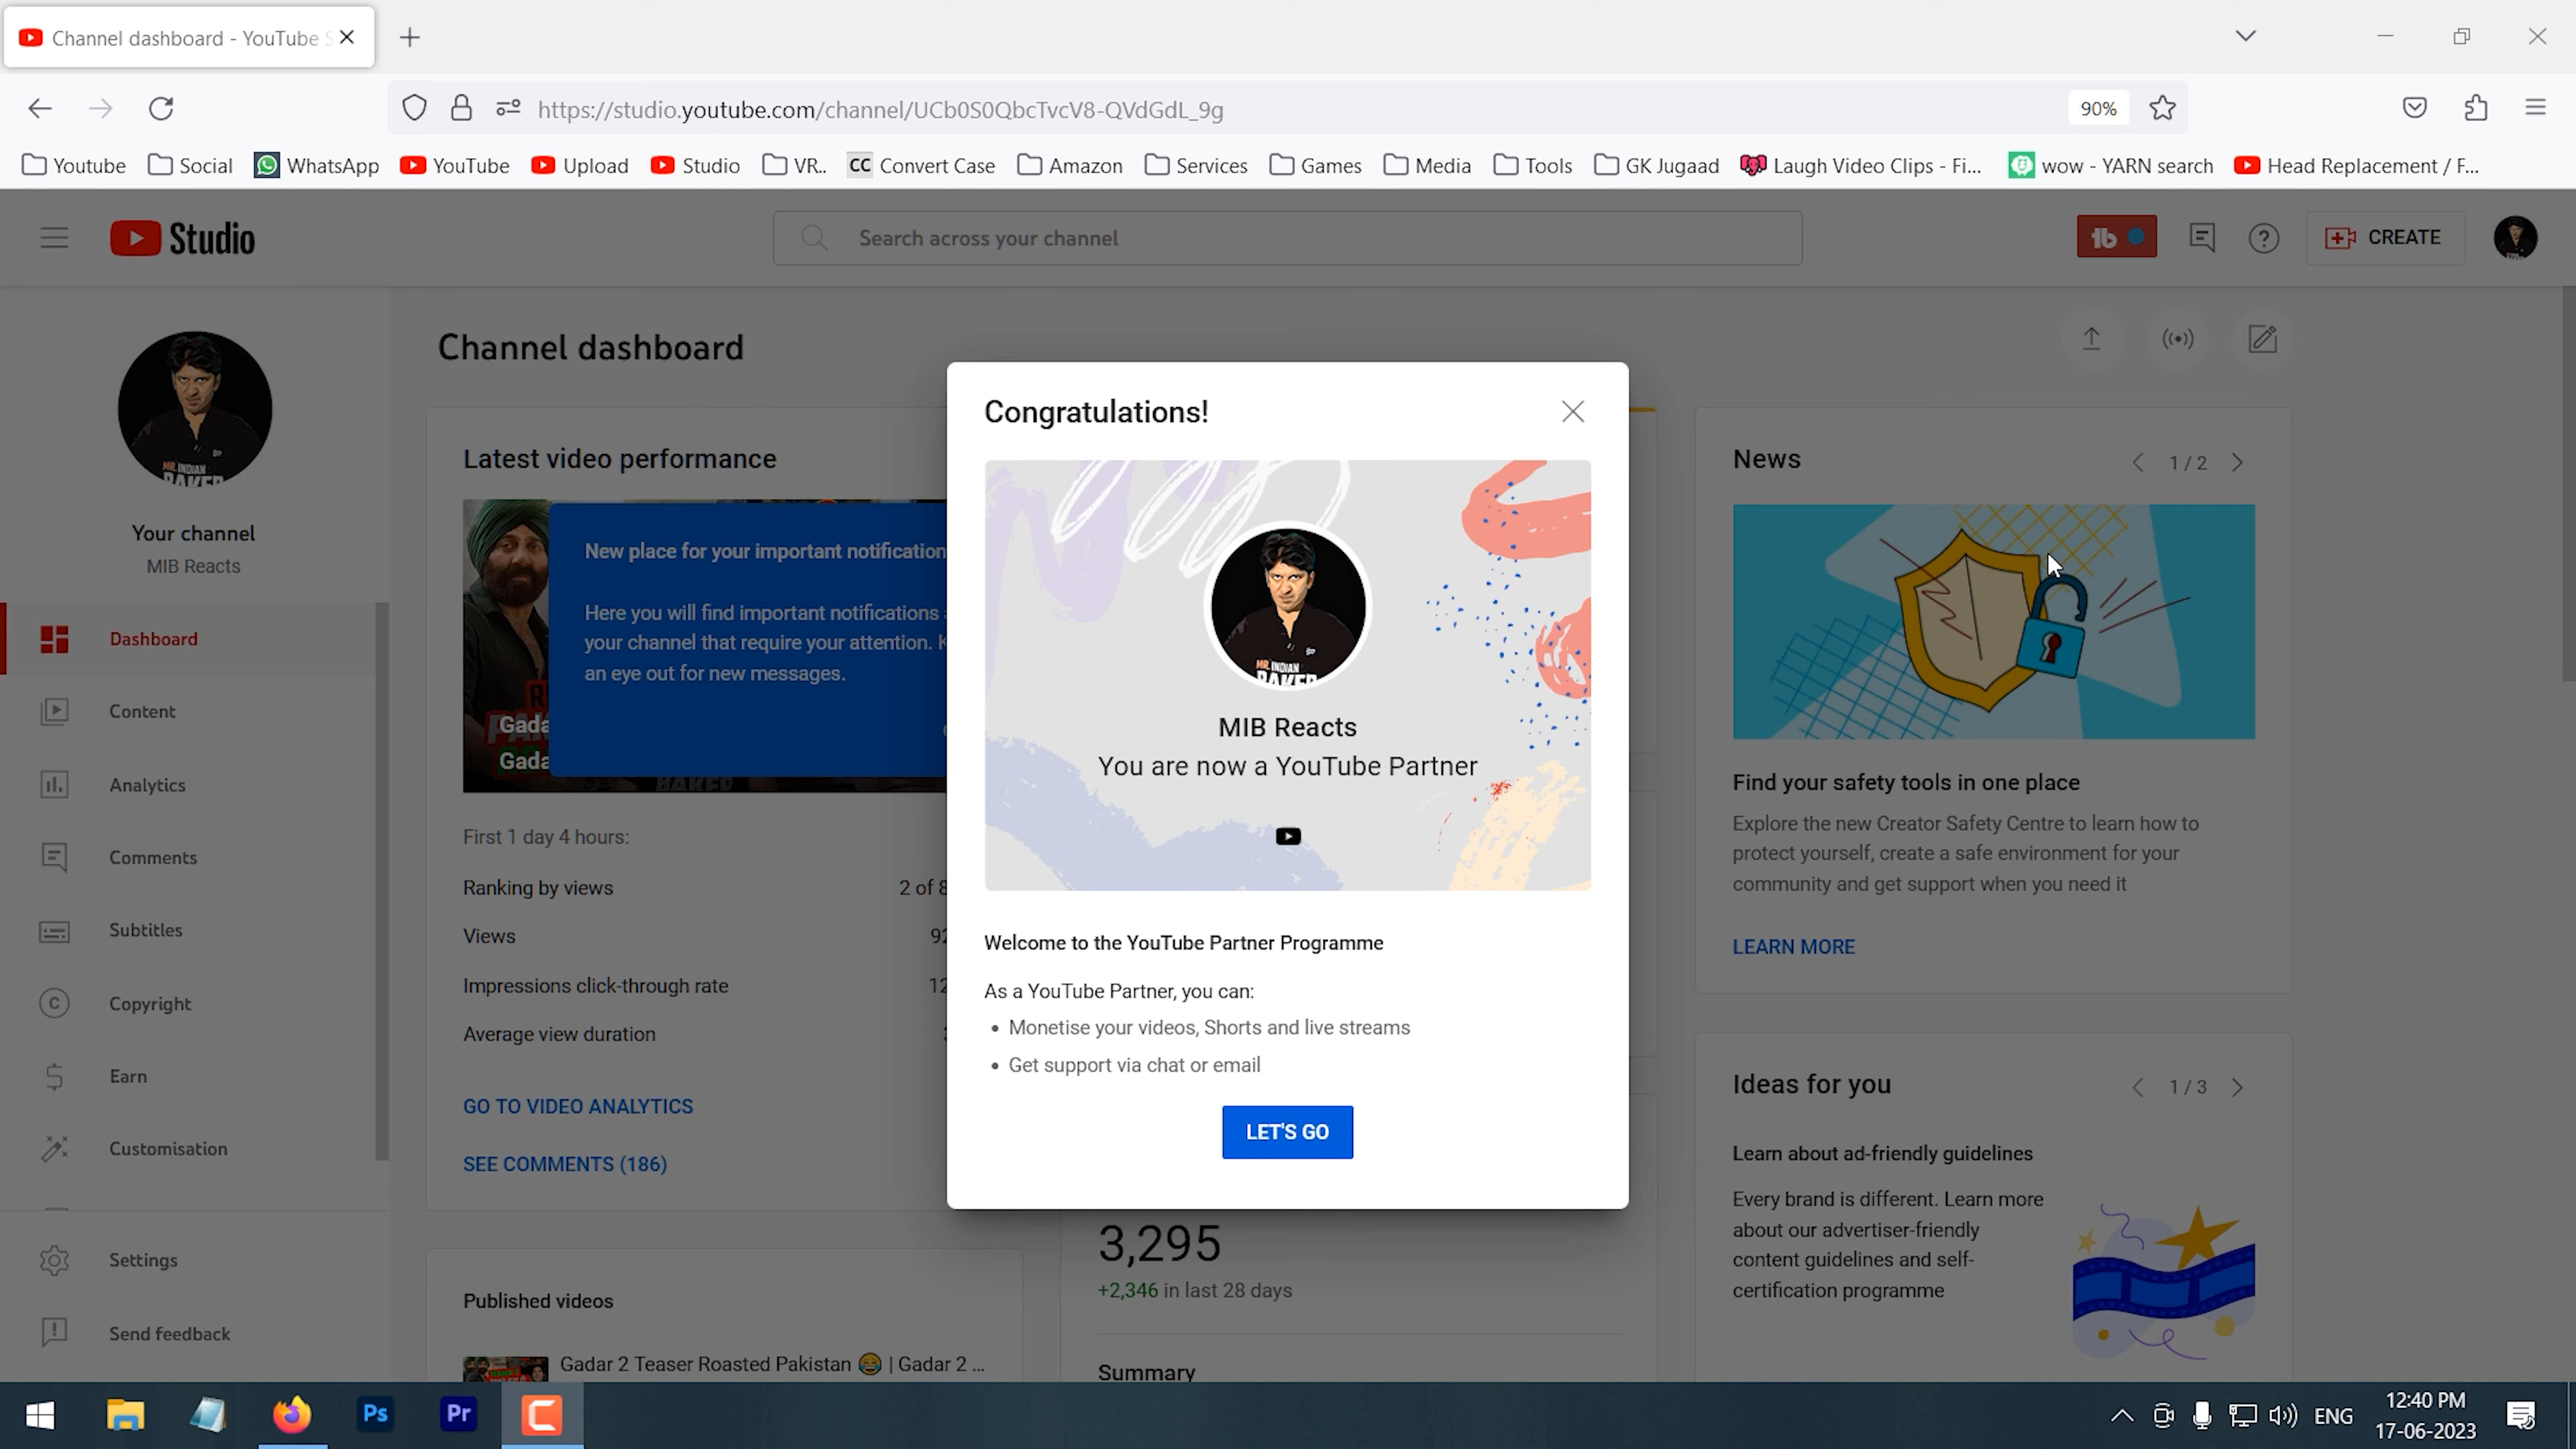 Channel dashboard - YouTube S
https://studio.youtube.com/channel/UCb0S0QbcTvcV8-QVdGdL_9g
90%
Youtube Social WhatsApp YouTube Upload Studio VR.. CC Convert Case Amazon Services Games Media Tools GK Jugaad Laugh Video Clips - Fi... wow - YARN search Head Replacement / F...
Studio
Search across your channel
CREATE
Your channel
MIB Reacts
Dashboard
Content
Analytics
Comments
Subtitles
Copyright
Earn
Customisation
Settings
Send feedback
Channel dashboard
Latest video performance
New place for your important notification
Here you will find important notifications
your channel that require your attention. K
an eye out for new messages.
Gada
Gada
First 1 day 4 hours:
Ranking by views 2 of 8
Views 92
Impressions click-through rate 12
Average view duration
GO TO VIDEO ANALYTICS
SEE COMMENTS (186)
Published videos
Gadar 2 Teaser Roasted Pakistan 😂 | Gadar 2 ...
Congratulations!
MR. INDIAN
MIB Reacts
You are now a YouTube Partner
Welcome to the YouTube Partner Programme
As a YouTube Partner, you can:
• Monetise your videos, Shorts and live streams
• Get support via chat or email
LET'S GO
3,295
+2,346 in last 28 days
Summary
News
1 / 2
Find your safety tools in one place
Explore the new Creator Safety Centre to learn how to
protect yourself, create a safe environment for your
community and get support when you need it
LEARN MORE
Ideas for you
1 / 3
Learn about ad-friendly guidelines
Every brand is different. Learn more
about our advertiser-friendly
content guidelines and self-
certification programme
Ps
Pr
ENG
12:40 PM
17-06-2023